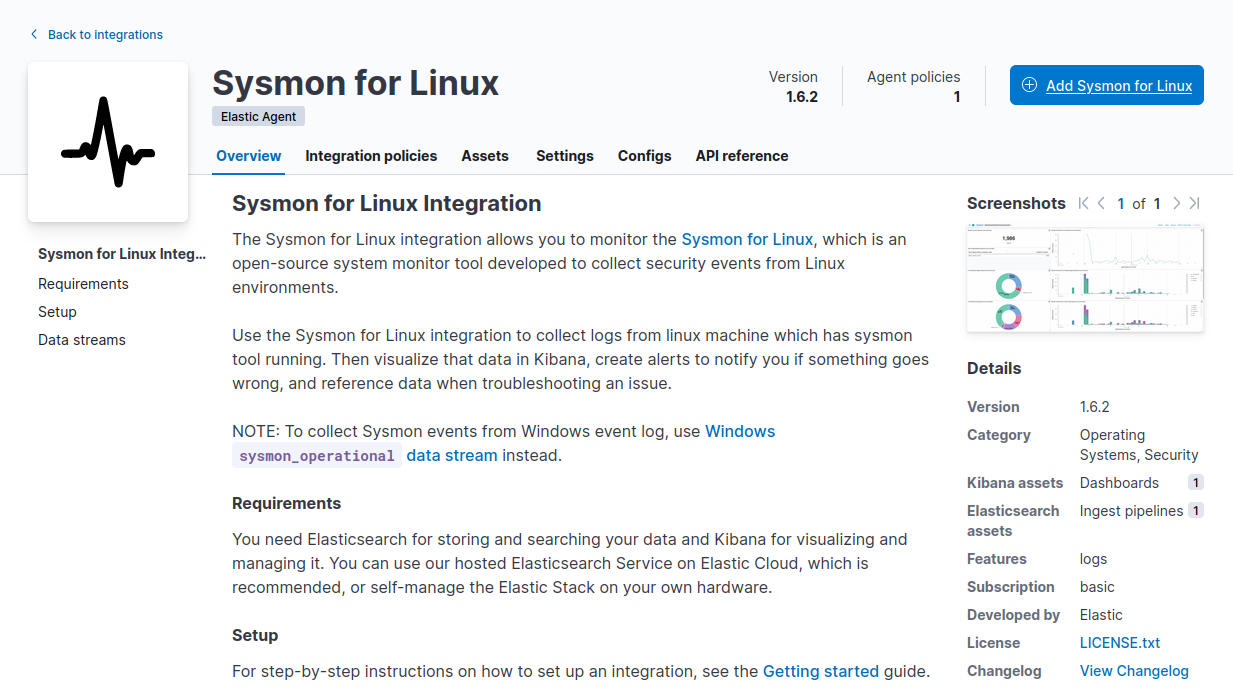 Back to integrations
Sysmon for Linux
Elastic Agent
Version
1.6.2
Agent policies
1
Add Sysmon for Linux
Overview
Integration policies
Assets
Settings
Configs
API reference
Sysmon for Linux Integ...
Requirements
Setup
Data streams
Sysmon for Linux Integration
The Sysmon for Linux integration allows you to monitor the Sysmon for Linux, which is an
open-source system monitor tool developed to collect security events from Linux
environments.
Use the Sysmon for Linux integration to collect logs from linux machine which has sysmon
tool running. Then visualize that data in Kibana, create alerts to notify you if something goes
wrong, and reference data when troubleshooting an issue.
NOTE: To collect Sysmon events from Windows event log, use Windows
sysmon_operational data stream instead.
Requirements
You need Elasticsearch for storing and searching your data and Kibana for visualizing and
managing it. You can use our hosted Elasticsearch Service on Elastic Cloud, which is
recommended, or self-manage the Elastic Stack on your own hardware.
Setup
For step-by-step instructions on how to set up an integration, see the Getting started guide.
Screenshots 1 of 1
Details
Version 1.6.2
Category Operating
Systems, Security
Kibana assets Dashboards 1
Elasticsearch Ingest pipelines 1
assets
Features logs
Subscription basic
Developed by Elastic
License LICENSE.txt
Changelog View Changelog